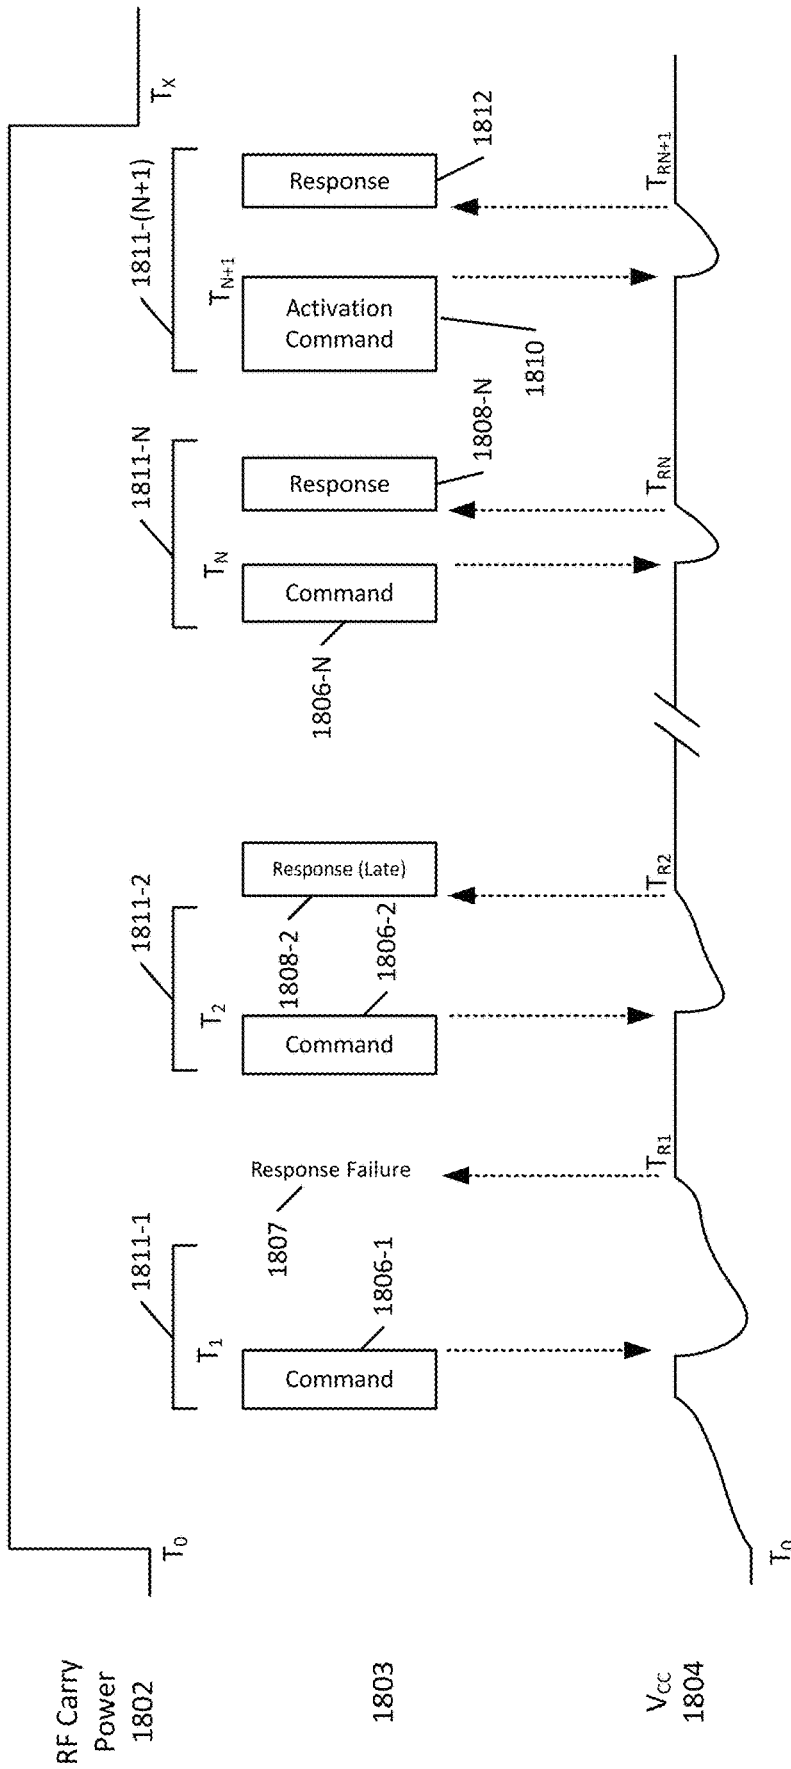 RF Carry
Power
1802
T0
TX
1811-1
1811-2
1811-N
1811-(N+1)
T1
T2
TN
TN+1
1803
Command
1806-1
Response Failure
1807
Command
1806-2
Response (Late)
1808-2
Command
1806-N
Response
1808-N
Activation
Command
1810
Response
1812
VCC
1804
T0
TR1
TR2
TRN
TRN+1